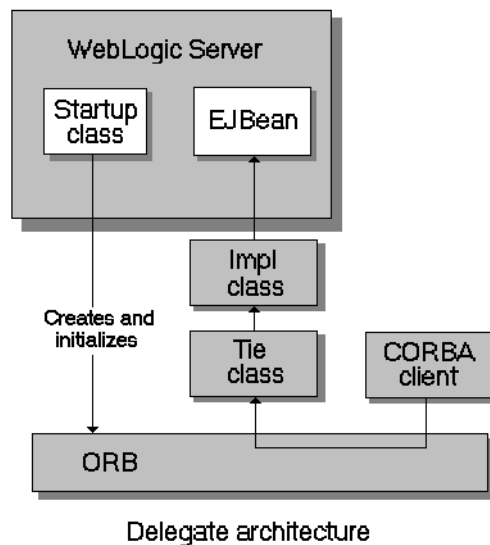 WebLogic Server
Startup
class
EJBean
Impl
class
Creates and
initializes
Tie
class
CORBA
client
ORB
Delegate architecture